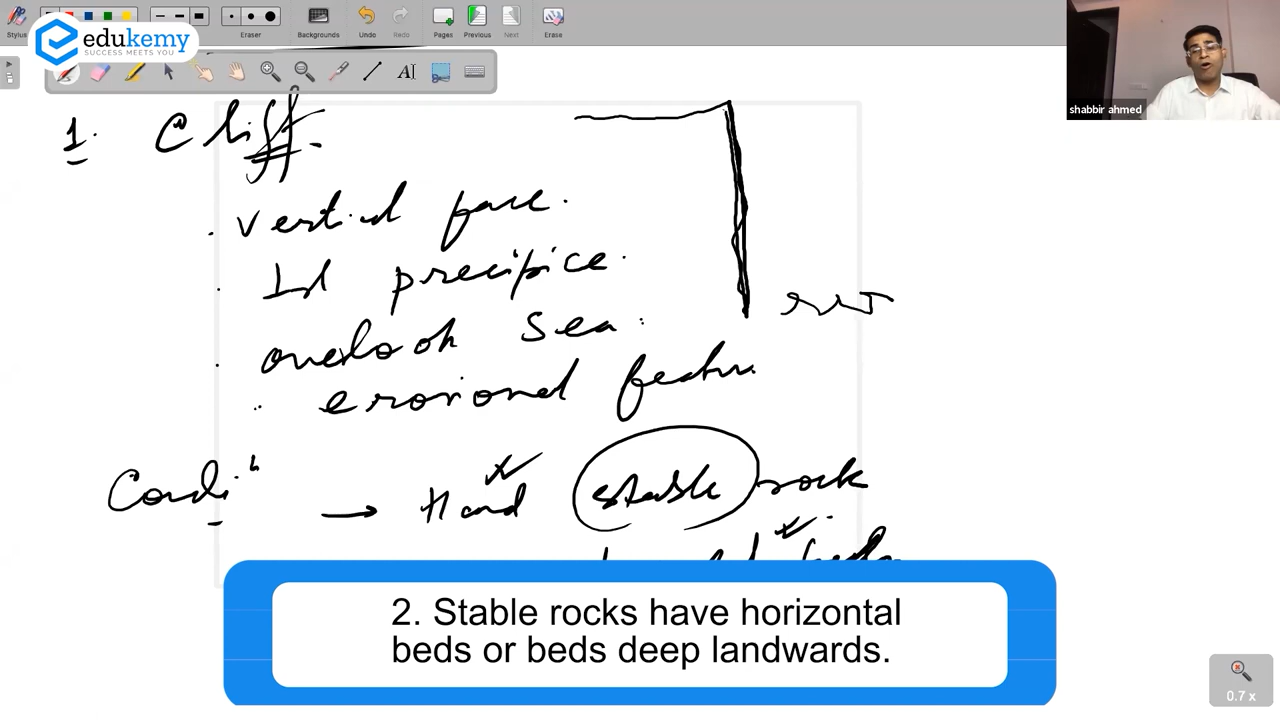 Stylus
Eraser
Backgrounds
Undo
Redo
Pages
Previous
Next
Erase
edukemy
SUCCESS MEETS YOU
shabbir ahmed
1. Cliff
. Vertical face.
. precipice.
. overlook Sea.
. erosional feature
→ Hard stable rock
2. Stable rocks have horizontal
beds or beds deep landwards.
0.7 x